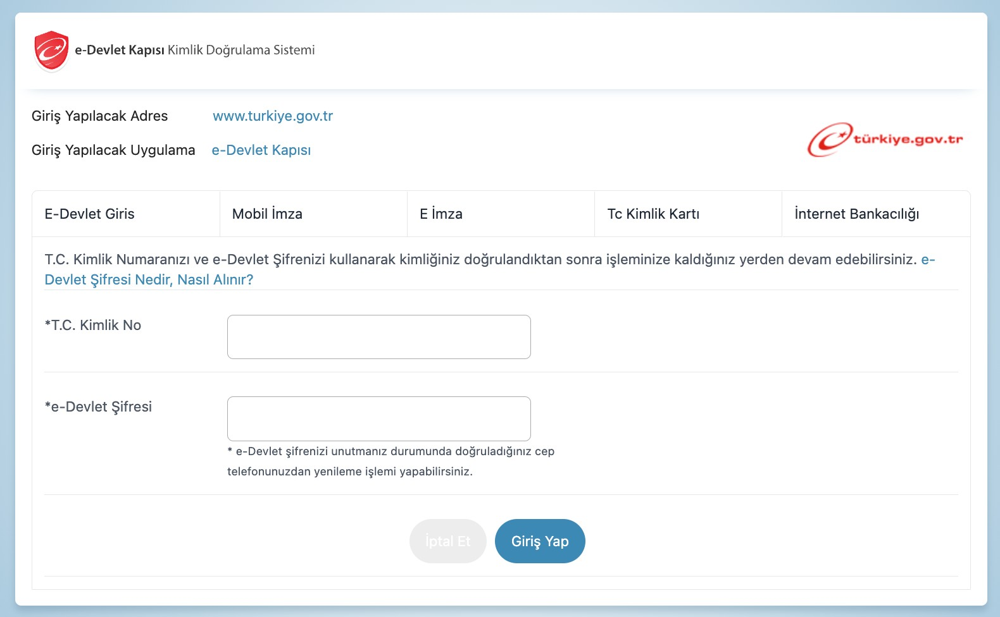 e-Devlet Kapısı Kimlik Doğrulama Sistemi
Giriş Yapılacak Adres www.turkiye.gov.tr
Giriş Yapılacak Uygulama e-Devlet Kapısı
türkiye.gov.tr
E-Devlet Giris Mobil İmza E İmza Tc Kimlik Kartı İnternet Bankacılığı
T.C. Kimlik Numaranızı ve e-Devlet Şifrenizi kullanarak kimliğiniz doğrulandıktan sonra işleminize kaldığınız yerden devam edebilirsiniz. e-
Devlet Şifresi Nedir, Nasıl Alınır?
*T.C. Kimlik No
*e-Devlet Şifresi
* e-Devlet şifrenizi unutmanız durumunda doğruladığınız cep
telefonunuzdan yenileme işlemi yapabilirsiniz.
İptal Et Giriş Yap